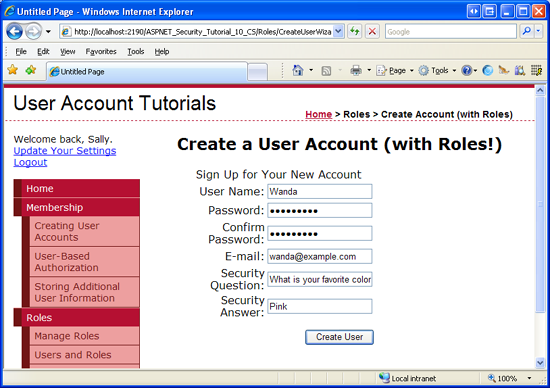 Untitled Page - Windows Internet Explorer
http://localhost:2190/ASPNET_Security_Tutorial_10_CS/Roles/CreateUserWiza
Google
File Edit View Favorites Tools Help
Untitled Page
Page Tools
User Account Tutorials
Home > Roles > Create Account (with Roles)
Welcome back, Sally.
Update Your Settings
Logout
Home
Membership
Creating User
Accounts
User-Based
Authorization
Storing Additional
User Information
Roles
Manage Roles
Users and Roles
Create a User Account (with Roles!)
Sign Up for Your New Account
User Name: Wanda
Password: ●●●●●●●●●
Confirm
Password: ●●●●●●●●●
E-mail: wanda@example.com
Security
Question: What is your favorite color
Security
Answer: Pink
Create User
Local intranet
100%